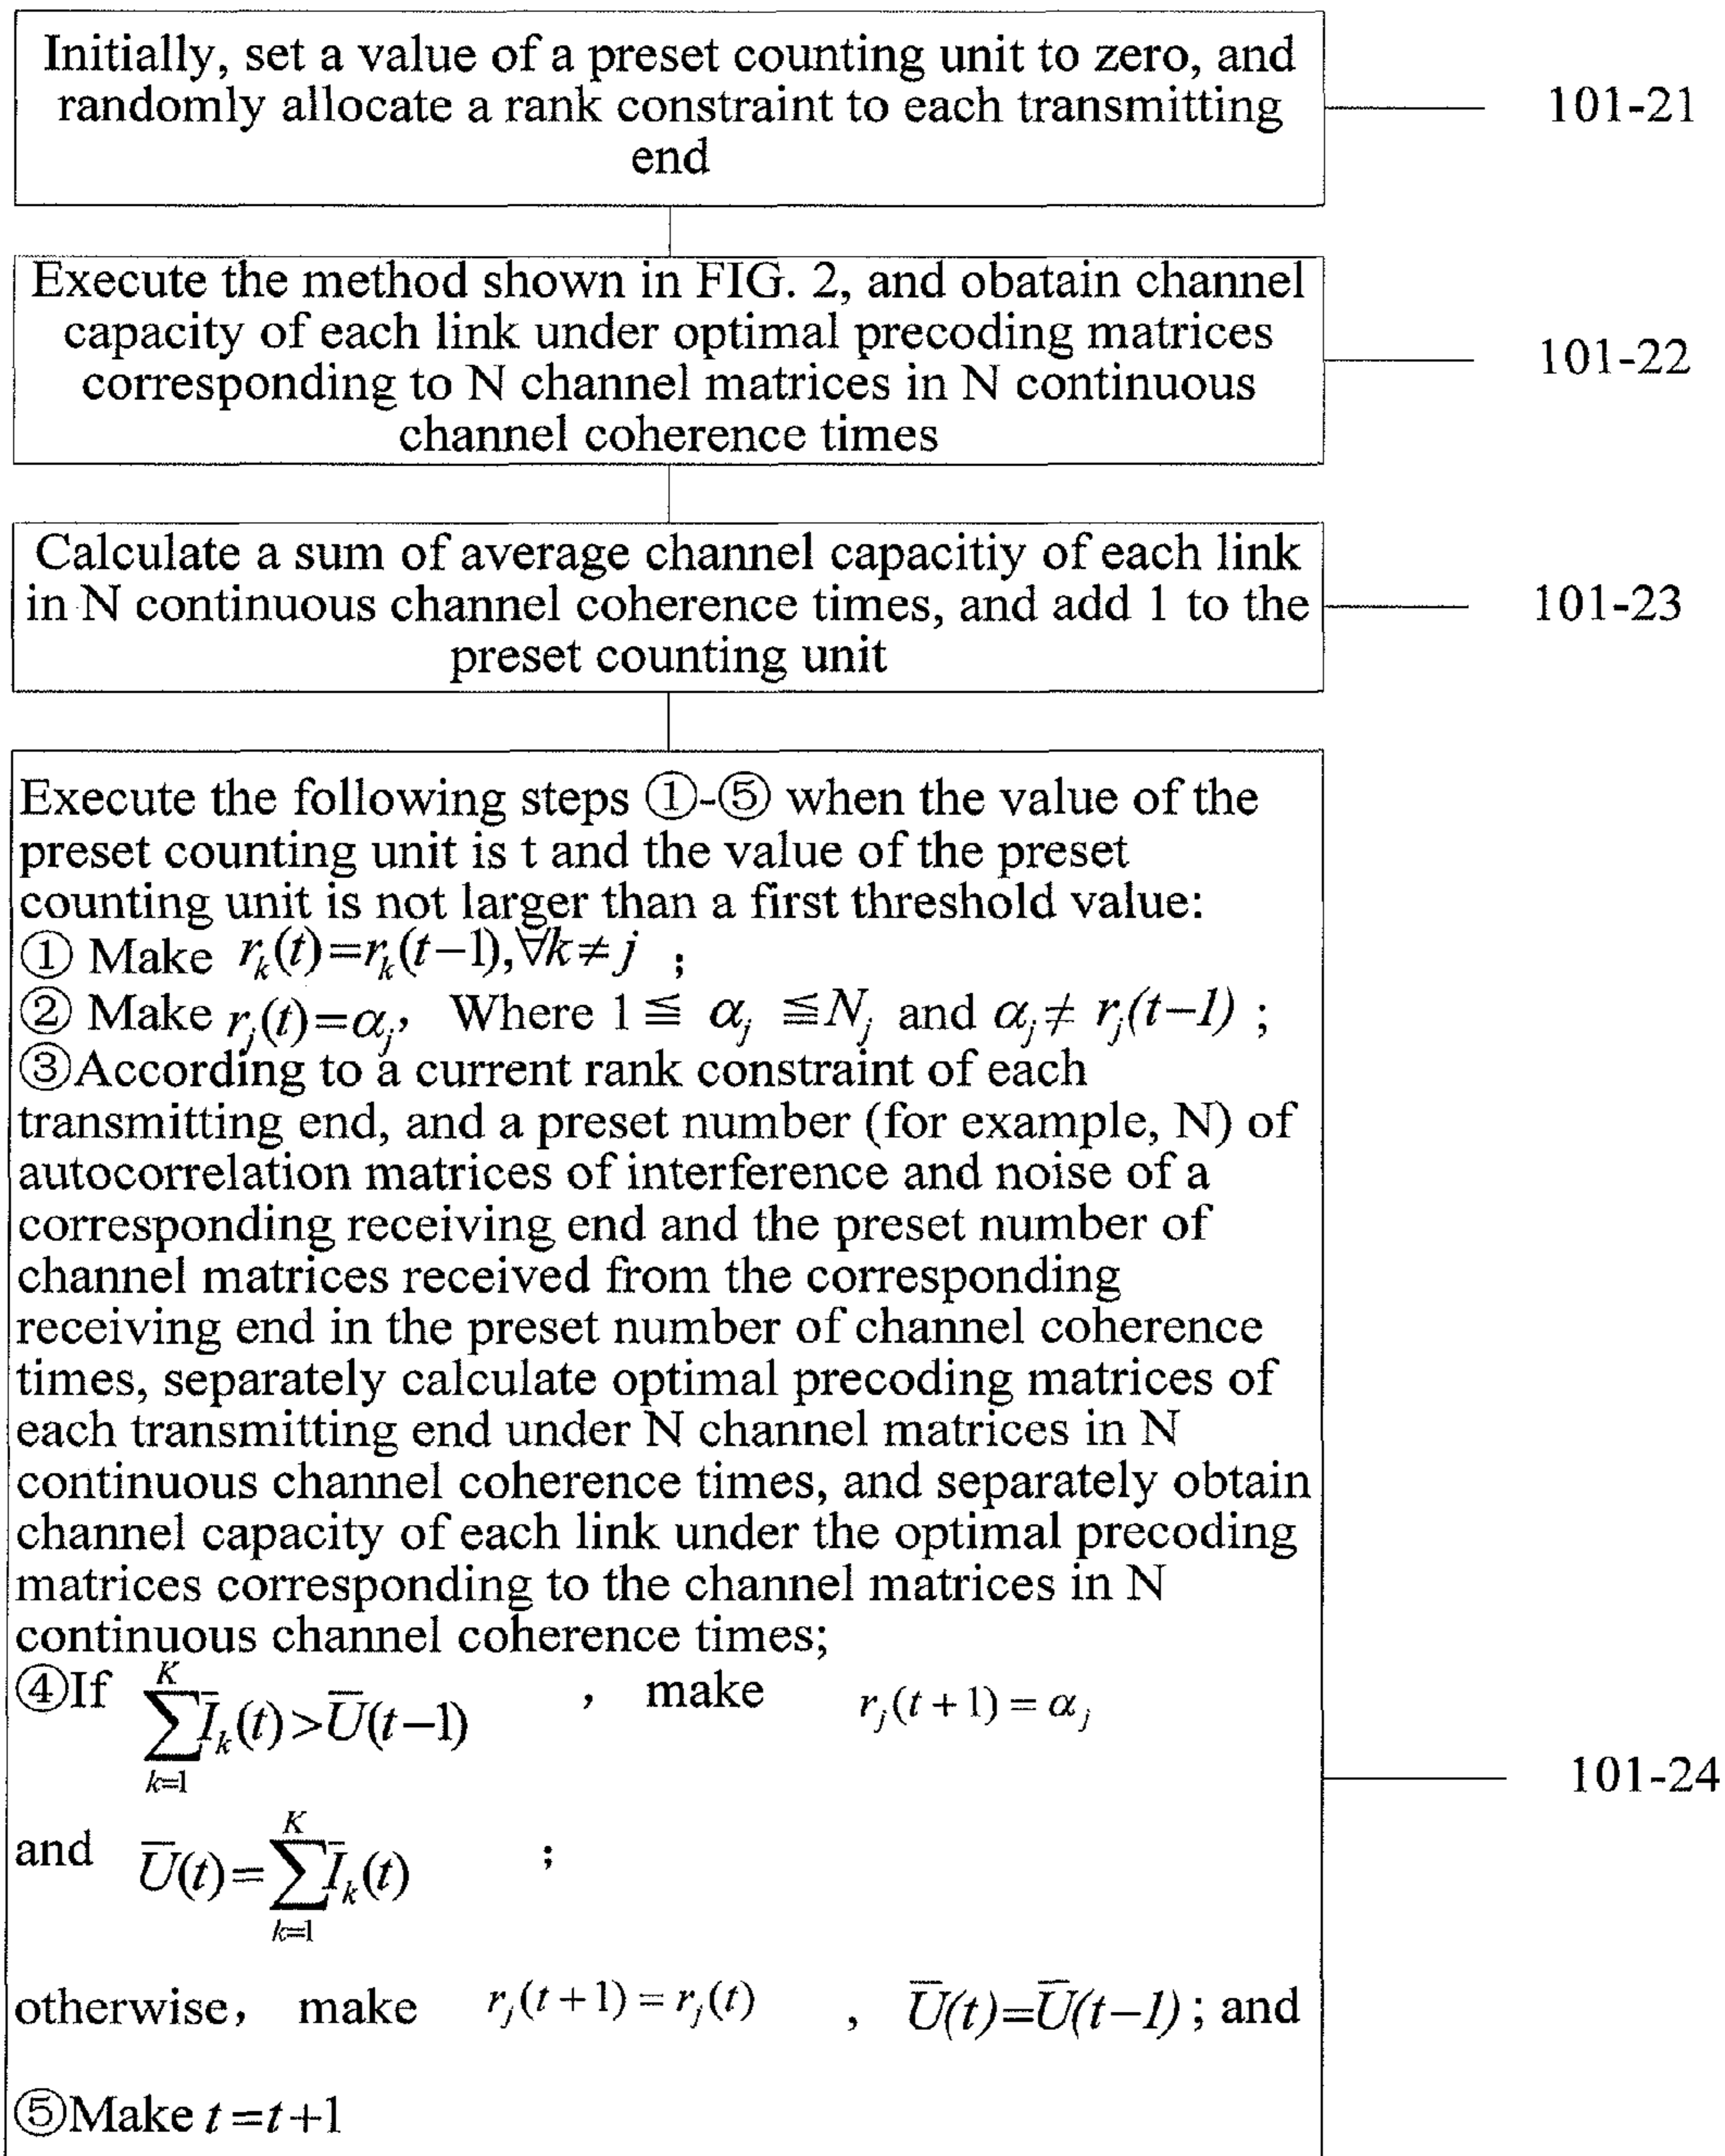 Initially, set a value of a preset counting unit to zero, and
randomly allocate a rank constraint to each transmitting
end
101-21
Execute the method shown in FIG. 2, and obatain channel
capacity of each link under optimal precoding matrices
corresponding to N channel matrices in N continuous
channel coherence times
101-22
Calculate a sum of average channel capacitiy of each link
in N continuous channel coherence times, and add 1 to the
preset counting unit
101-23
Execute the following steps ①-⑤ when the value of the
preset counting unit is t and the value of the preset
counting unit is not larger than a first threshold value:
① Make r_k(t)=r_k(t−1),∀k≠j ;
② Make r_j(t)=α_j, Where 1≦ α_j ≦N_j and α_j≠ r_j(t−1) ;
③According to a current rank constraint of each
transmitting end, and a preset number (for example, N) of
autocorrelation matrices of interference and noise of a
corresponding receiving end and the preset number of
channel matrices received from the corresponding
receiving end in the preset number of channel coherence
times, separately calculate optimal precoding matrices of
each transmitting end under N channel matrices in N
continuous channel coherence times, and separately obtain
channel capacity of each link under the optimal precoding
matrices corresponding to the channel matrices in N
continuous channel coherence times;
④If ∑_{k=1}^{K} I̅_k(t)>U̅(t−1) , make r_j(t+1)=α_j
101-24
and U̅(t)=∑_{k=1}^{K} I̅_k(t) ;
otherwise, make r_j(t+1)=r_j(t) , U̅(t)=U̅(t−1) ; and
⑤Make t=t+1